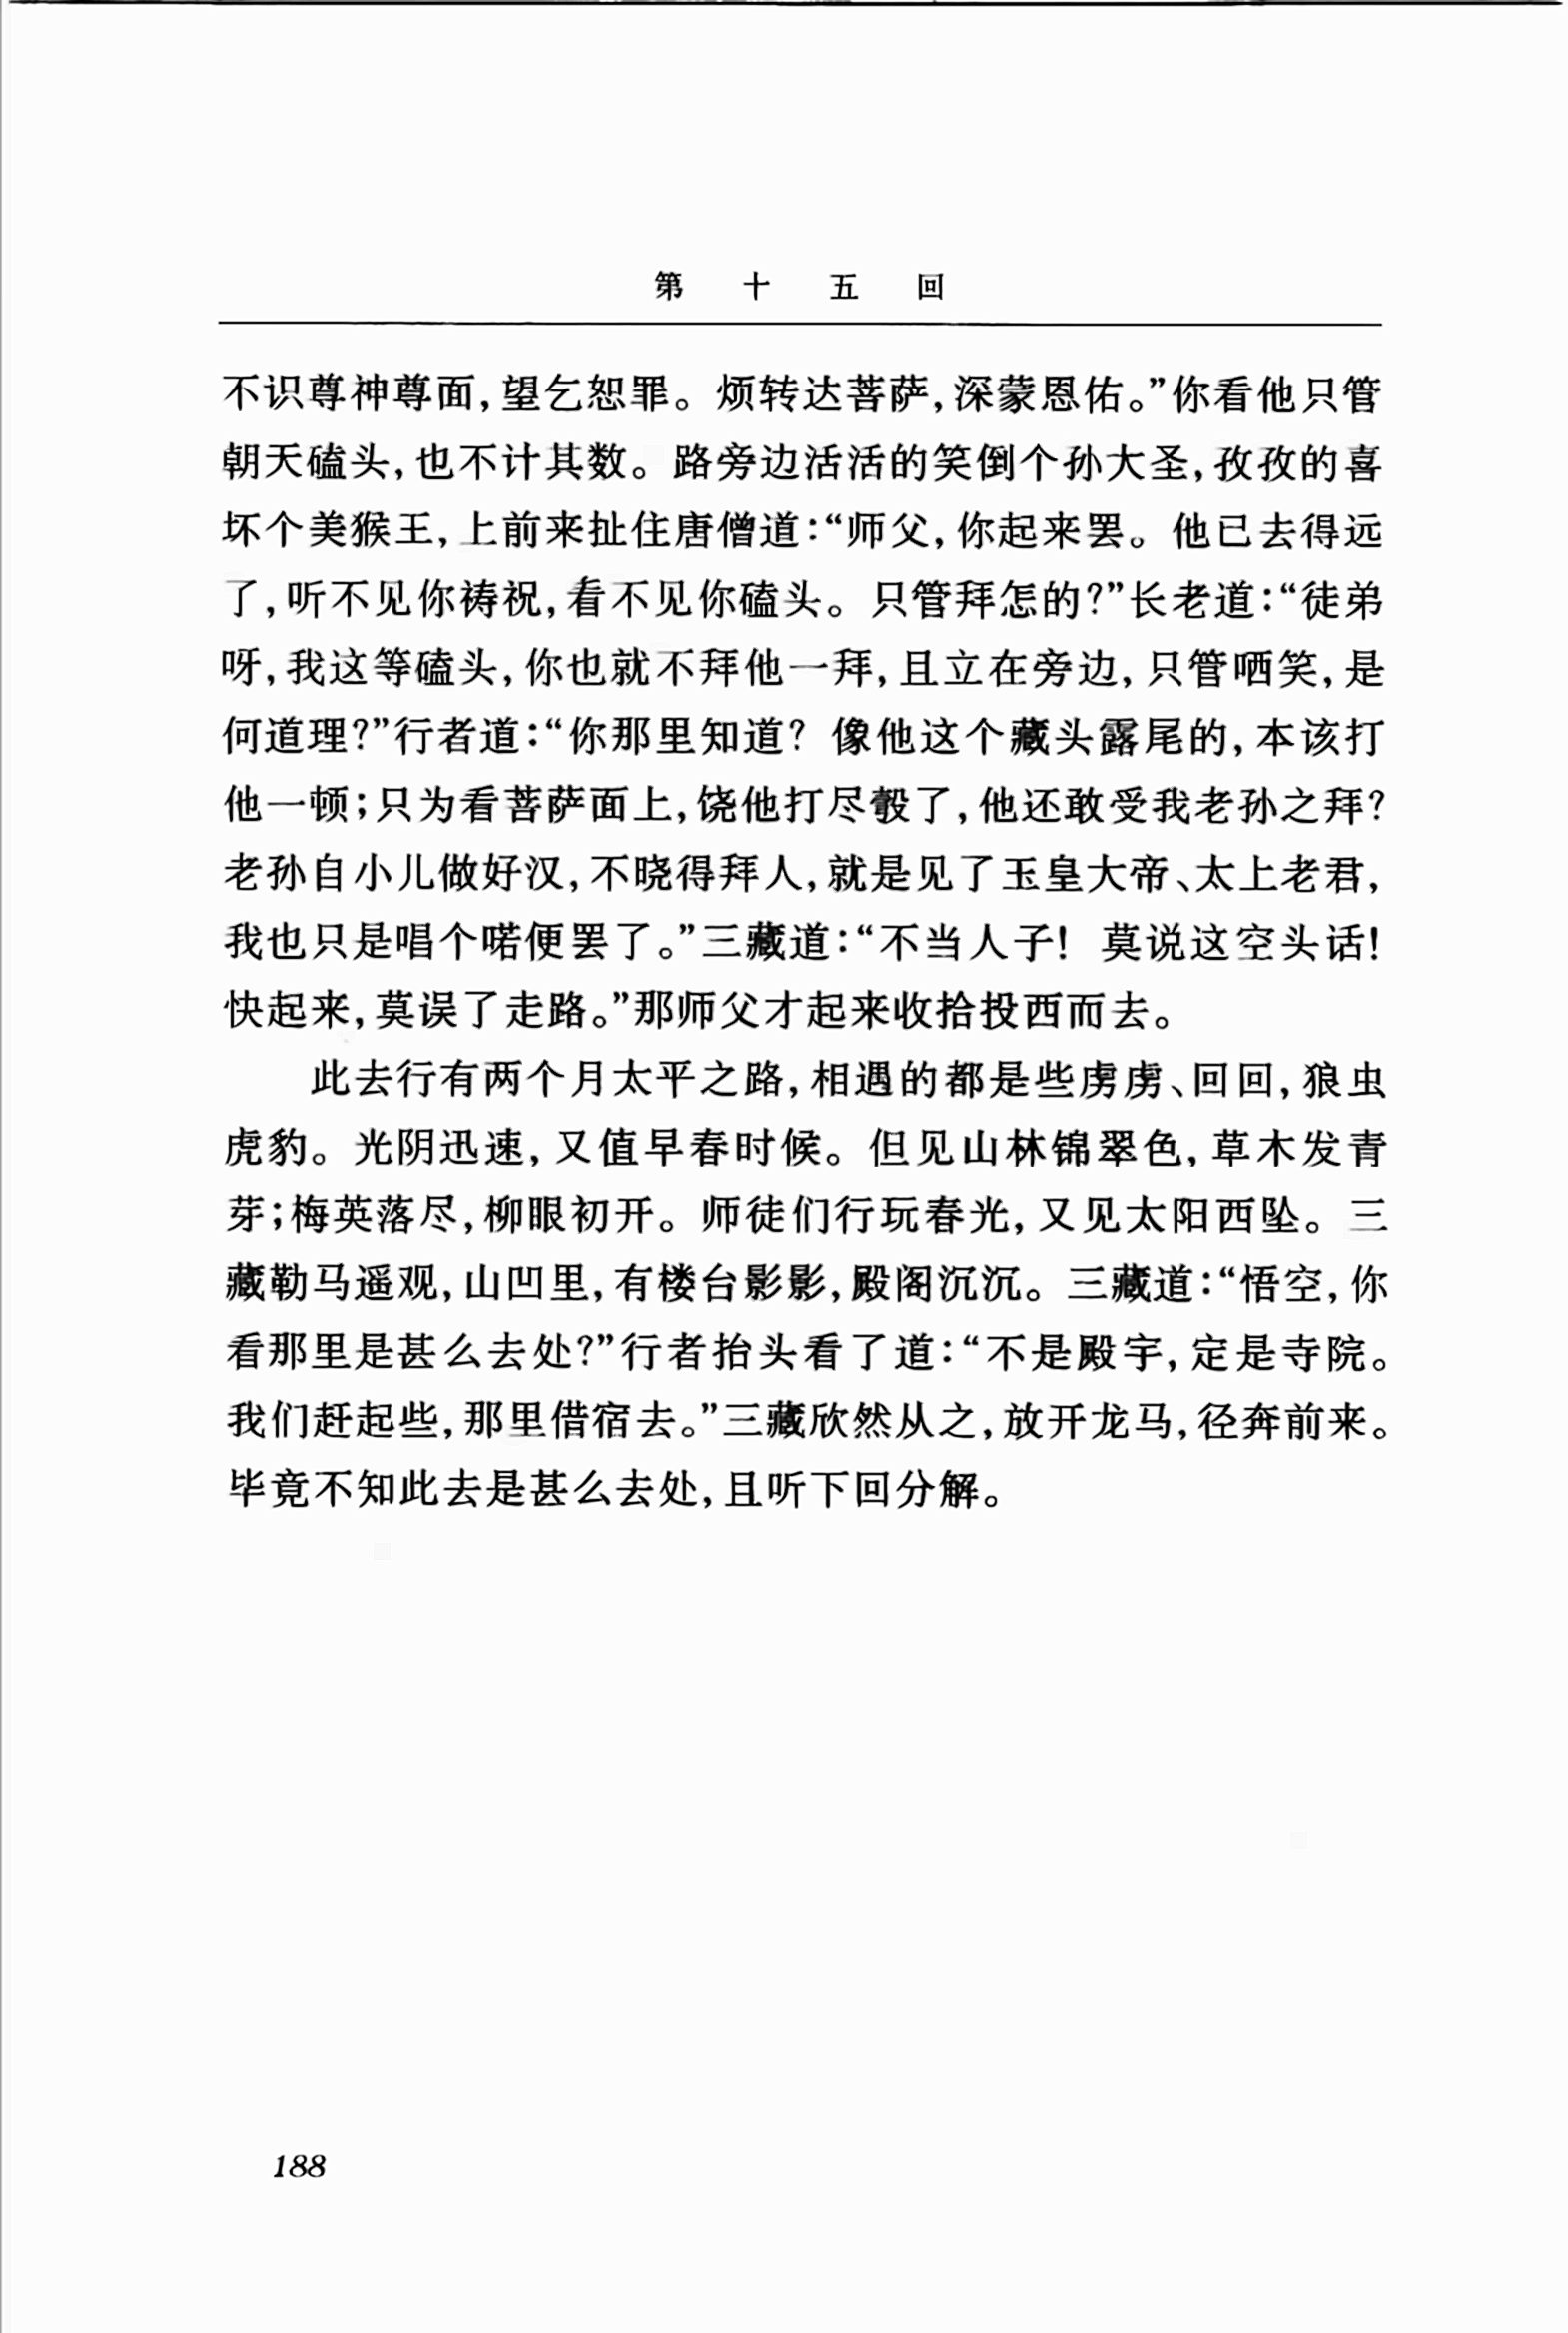 第十五回
不识尊神尊面,望乞恕罪。烦转达菩萨,深蒙恩佑。”你看他只管
朝天磕头,也不计其数。路旁边活活的笑倒个孙大圣,孜孜的喜
坏个美猴王,上前来扯住唐僧道:“师父,你起来罢。他已去得远
了,听不见你祷祝,看不见你磕头。只管拜怎的?”长老道:“徒弟
呀,我这等磕头,你也就不拜他一拜,且立在旁边,只管哂笑,是
何道理?”行者道:“你那里知道? 像他这个藏头露尾的,本该打
他一顿;只为看菩萨面上,饶他打尽彀了,他还敢受我老孙之拜?
老孙自小儿做好汉,不晓得拜人,就是见了玉皇大帝、太上老君,
我也只是唱个喏便罢了。”三藏道:“不当人子! 莫说这空头话!
快起来,莫误了走路。”那师父才起来收拾投西而去。
此去行有两个月太平之路,相遇的都是些虏虏、回回,狼虫
虎豹。光阴迅速,又值早春时候。但见山林锦翠色,草木发青
芽;梅英落尽,柳眼初开。师徒们行玩春光,又见太阳西坠。三
藏勒马遥观,山凹里,有楼台影影,殿阁沉沉。三藏道:“悟空,你
看那里是甚么去处?”行者抬头看了道:“不是殿宇,定是寺院。
我们赶起些,那里借宿去。”三藏欣然从之,放开龙马,径奔前来。
毕竟不知此去是甚么去处,且听下回分解。
188